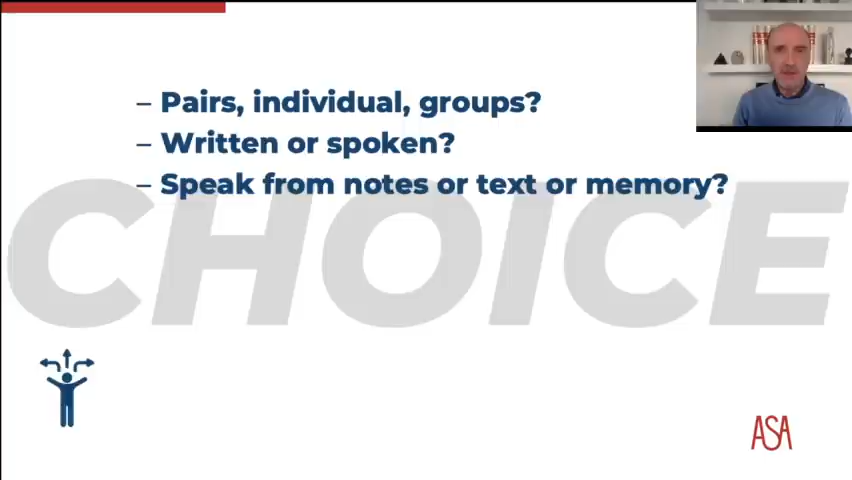 – Pairs, individual, groups?
– Written or spoken?
– Speak from notes or text or memory?
CHOICE
ASA